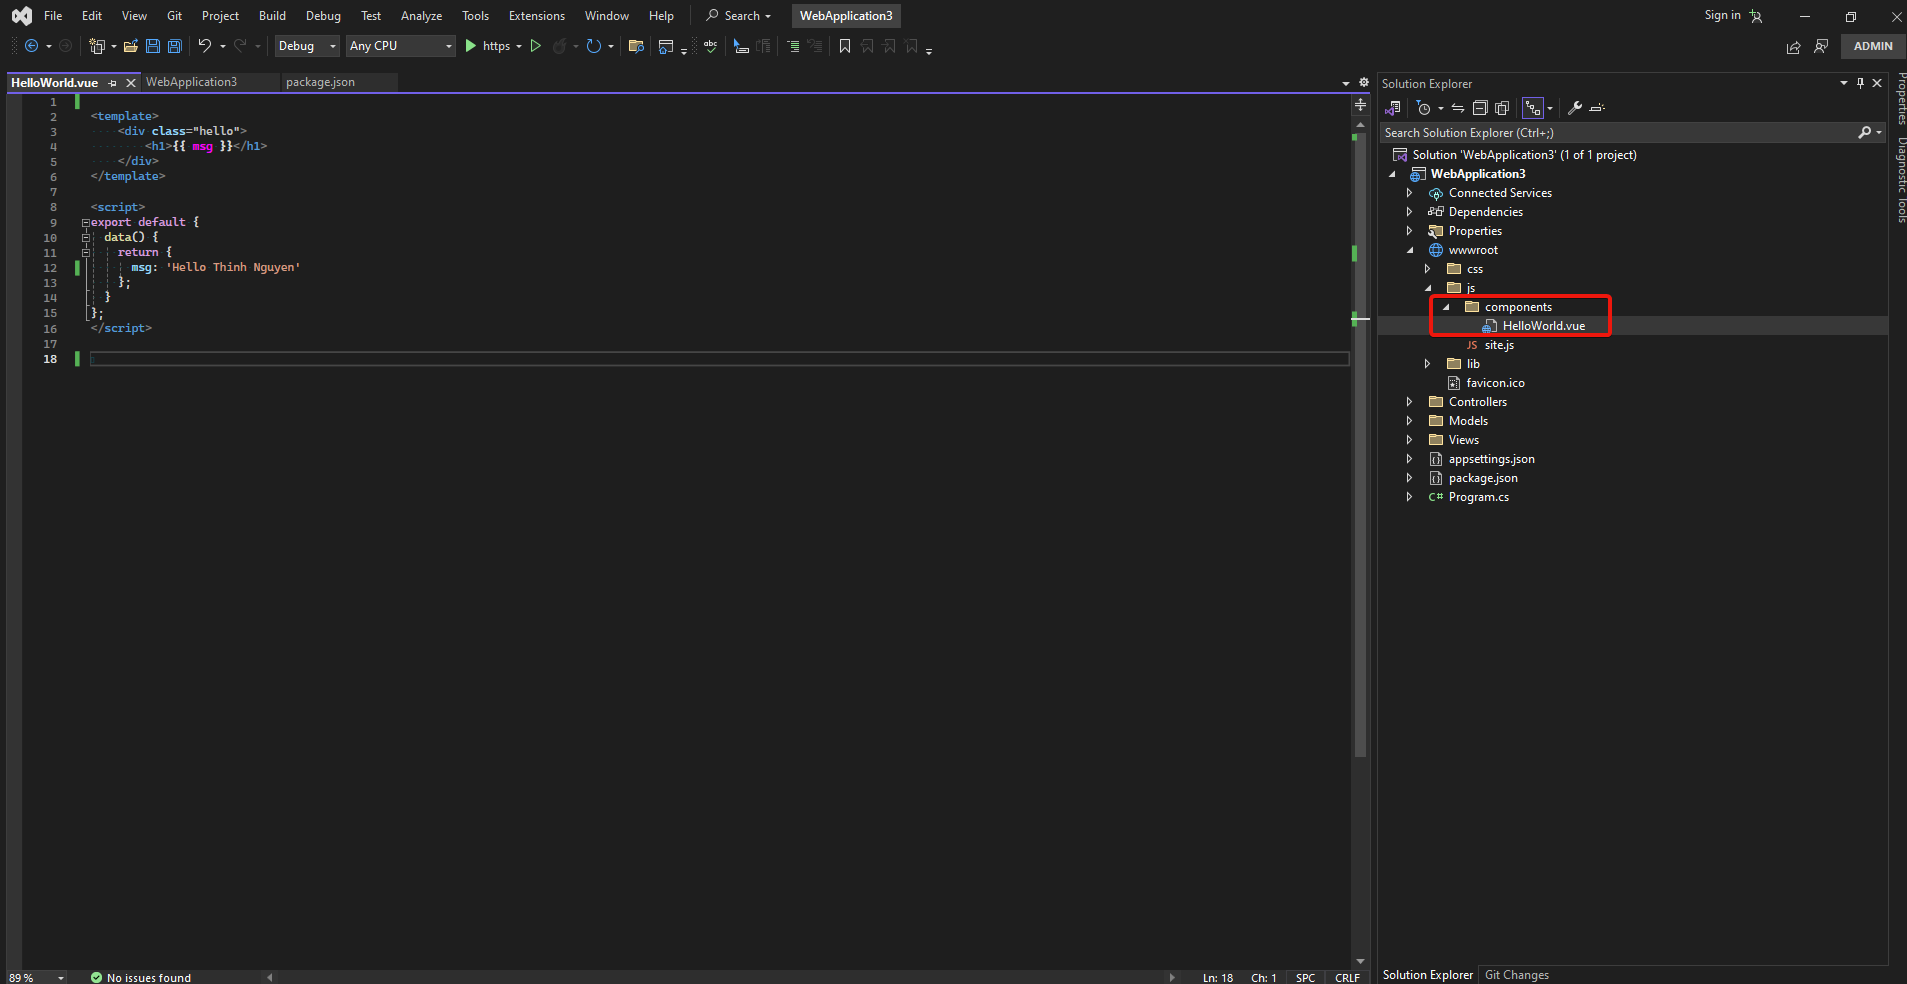 File Edit View Git Project Build Debug Test Analyze Tools Extensions Window Help Search WebApplication3 Sign in
Debug Any CPU https abc ADMIN
HelloWorld.vue WebApplication3 package.json
1
2 <template>
3 <div class="hello">
4 <h1>{{ msg }}</h1>
5 </div>
6 </template>
7
8 <script>
9 export default {
10 data() {
11 return {
12 msg: 'Hello Thinh Nguyen'
13 };
14 }
15 };
16 </script>
17
18
89 % No issues found Ln: 18 Ch: 1 SPC CRLF
Solution Explorer
Search Solution Explorer (Ctrl+;)
Solution 'WebApplication3' (1 of 1 project)
WebApplication3
Connected Services
Dependencies
Properties
wwwroot
css
js
components
HelloWorld.vue
JS site.js
lib
favicon.ico
Controllers
Models
Views
appsettings.json
package.json
C# Program.cs
Solution Explorer Git Changes
Properties
Diagnostic Tools